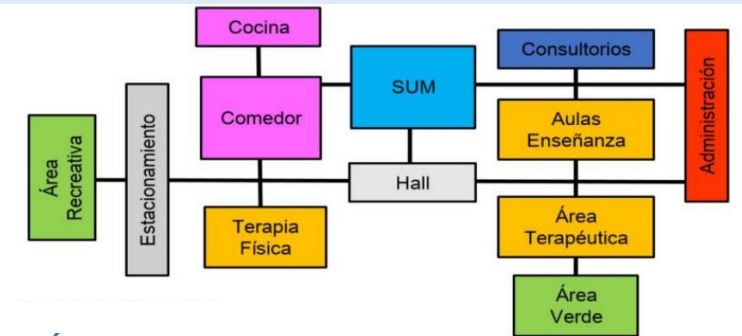 Cocina
Consultorios
SUM
Administración
Comedor
Aulas
Enseñanza
Área
Recreativa
Estacionamiento
Hall
Terapia
Física
Área
Terapéutica
Área
Verde